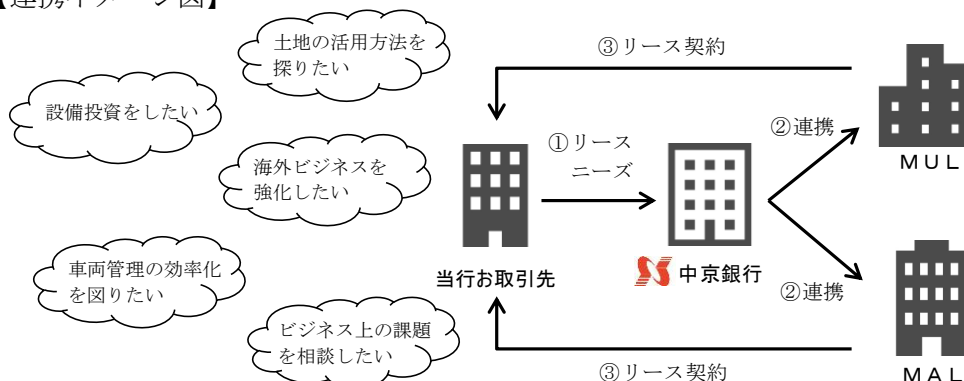 【連携イメージ図】
土地の活用方法を
探りたい
設備投資をしたい
海外ビジネスを
強化したい
車両管理の効率化
を図りたい
ビジネス上の課題
を相談したい
③リース契約
①リース
ニーズ
②連携
MUL
当行お取引先
中京銀行
②連携
③リース契約
MAL